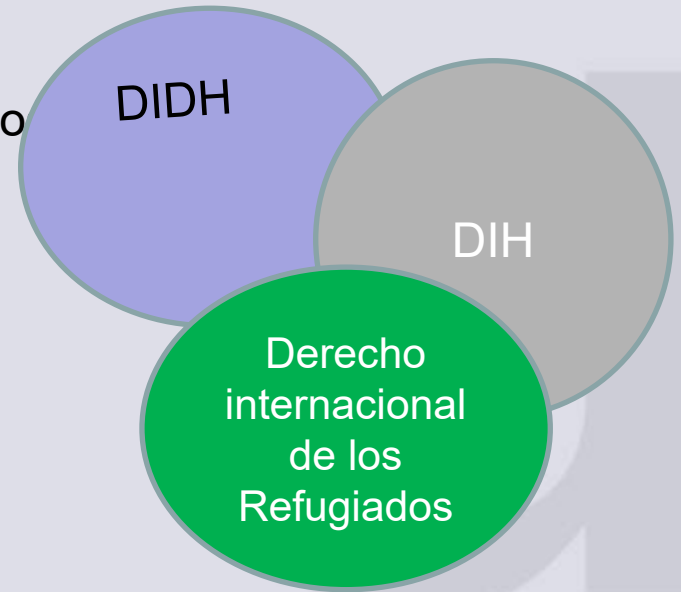 o
DIDH
DIH
Derecho
internacional
de los
Refugiados